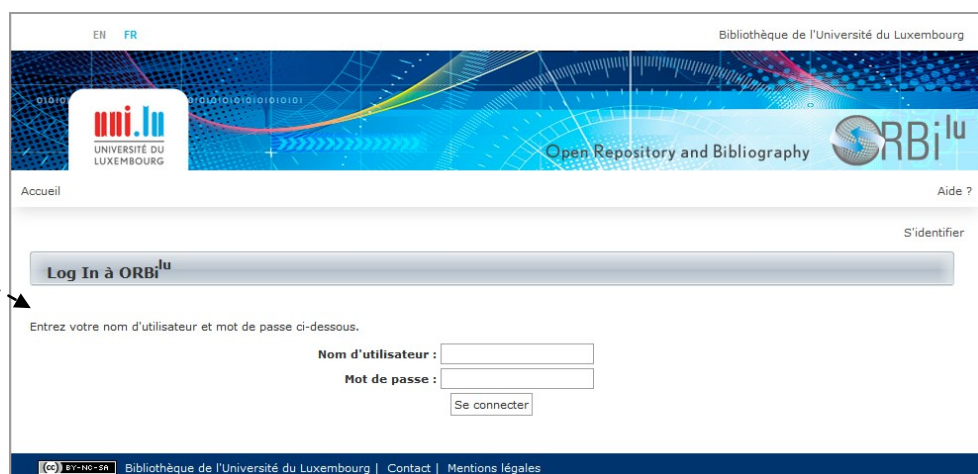 EN FR
Bibliothèque de l'Université du Luxembourg
uni.lu
UNIVERSITÉ DU
LUXEMBOURG
Open Repository and Bibliography
ORBi lu
Accueil
Aide ?
S'identifier
Log In à ORBi lu
Entrez votre nom d'utilisateur et mot de passe ci-dessous.
Nom d'utilisateur :
Mot de passe :
Se connecter
(cc) BY-NC-SA Bibliothèque de l'Université du Luxembourg | Contact | Mentions légales